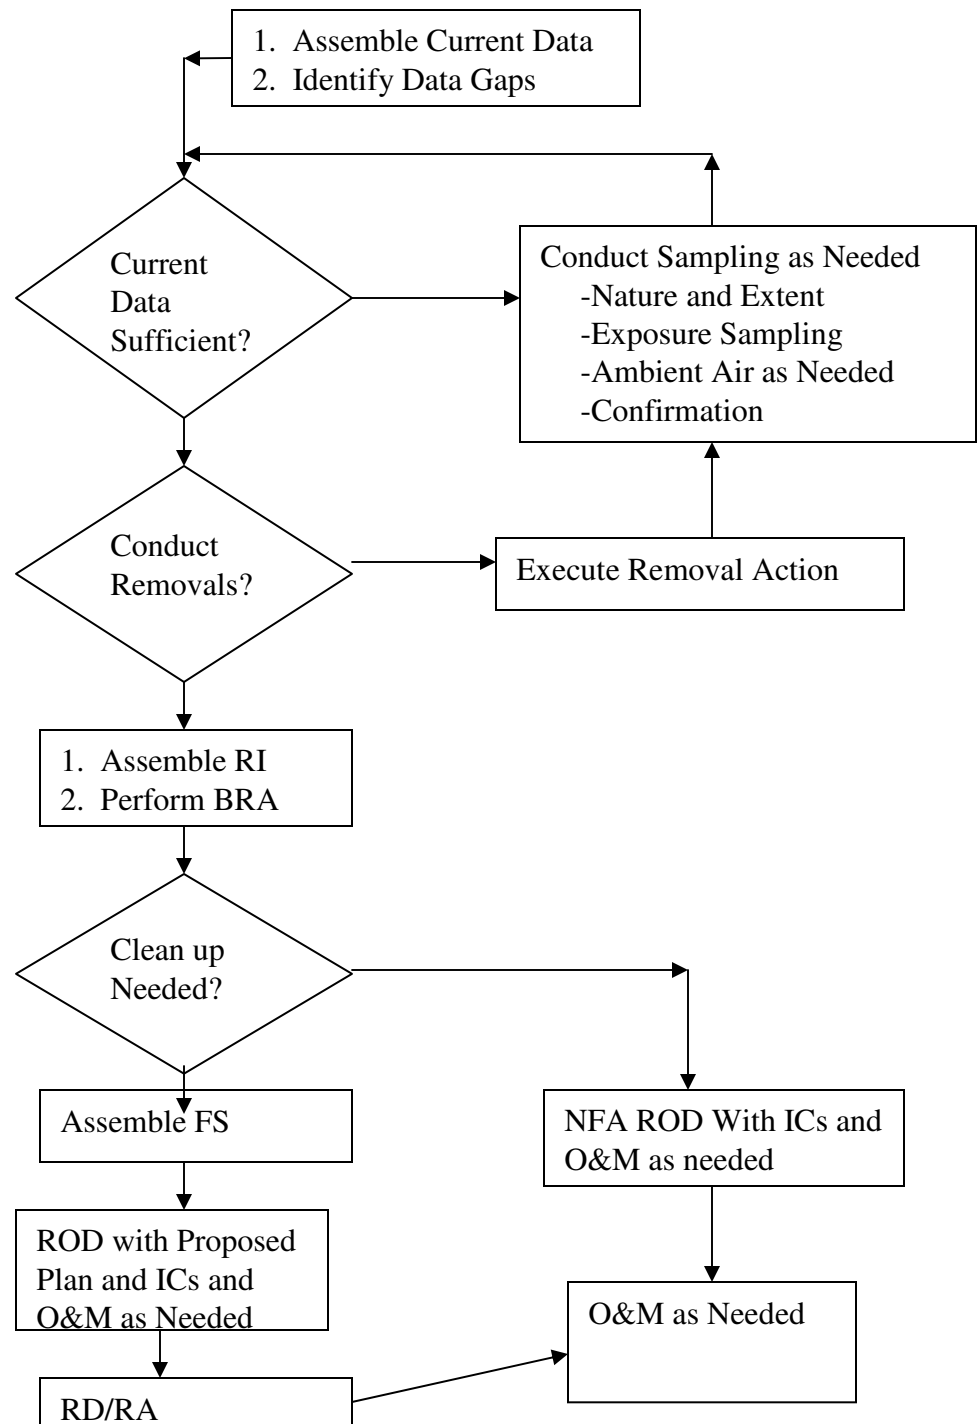 1. Assemble Current Data
2. Identify Data Gaps
Current
Data
Sufficient?
Conduct Sampling as Needed
-Nature and Extent
-Exposure Sampling
-Ambient Air as Needed
-Confirmation
Conduct
Removals?
Execute Removal Action
1. Assemble RI
2. Perform BRA
Clean up
Needed?
Assemble FS
NFA ROD With ICs and
O&M as needed
ROD with Proposed
Plan and ICs and
O&M as Needed
O&M as Needed
RD/RA